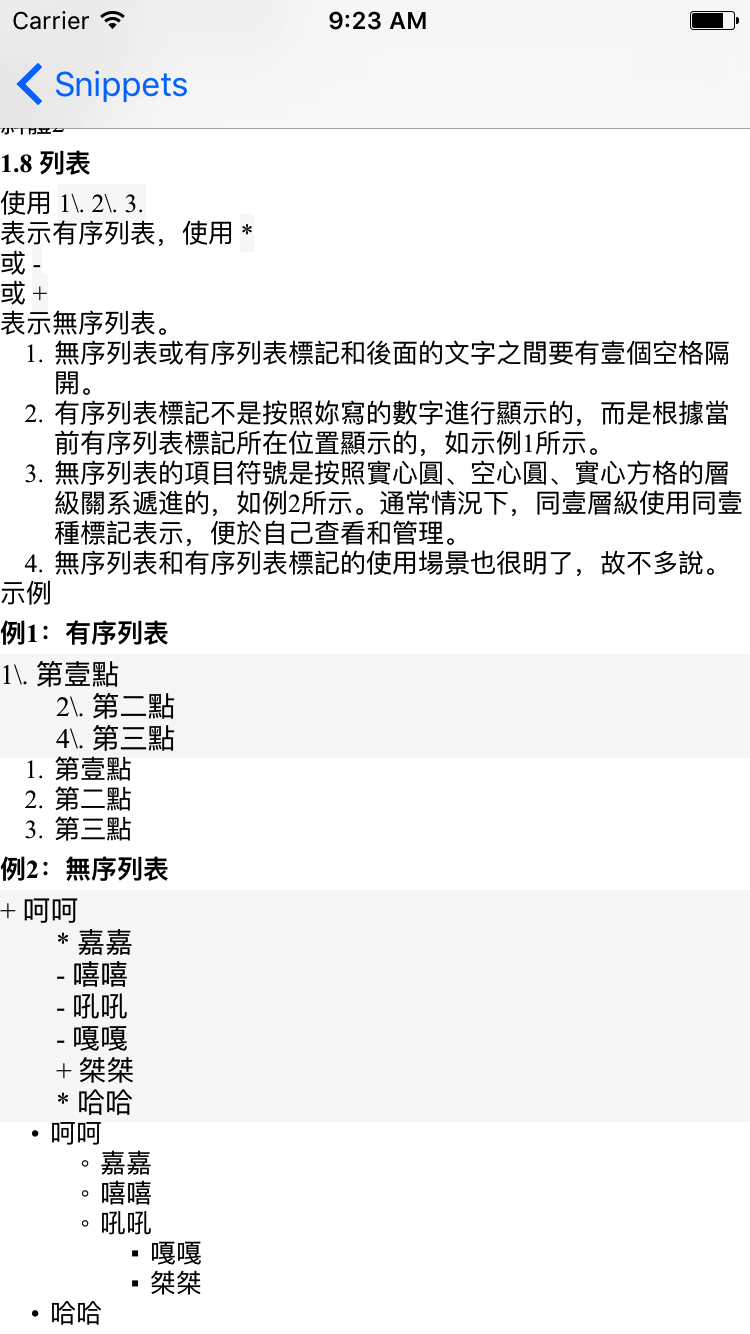 Carrier 9:23 AM
Snippets
1.8 列表
使用 1\. 2\. 3.
表示有序列表，使用 *
或 -
或 +
表示無序列表。
1. 無序列表或有序列表標記和後面的文字之間要有壹個空格隔
開。
2. 有序列表標記不是按照妳寫的數字進行顯示的，而是根據當
前有序列表標記所在位置顯示的，如示例1所示。
3. 無序列表的項目符號是按照實心圓、空心圓、實心方格的層
級關系遞進的，如例2所示。通常情況下，同壹層級使用同壹
種標記表示，便於自己查看和管理。
4. 無序列表和有序列表標記的使用場景也很明了，故不多說。
示例
例1：有序列表
1\. 第壹點
2\. 第二點
4\. 第三點
1. 第壹點
2. 第二點
3. 第三點
例2：無序列表
+ 呵呵
* 嘉嘉
- 嘻嘻
- 吼吼
- 嘎嘎
+ 桀桀
* 哈哈
• 呵呵
◦ 嘉嘉
◦ 嘻嘻
◦ 吼吼
▪ 嘎嘎
▪ 桀桀
• 哈哈